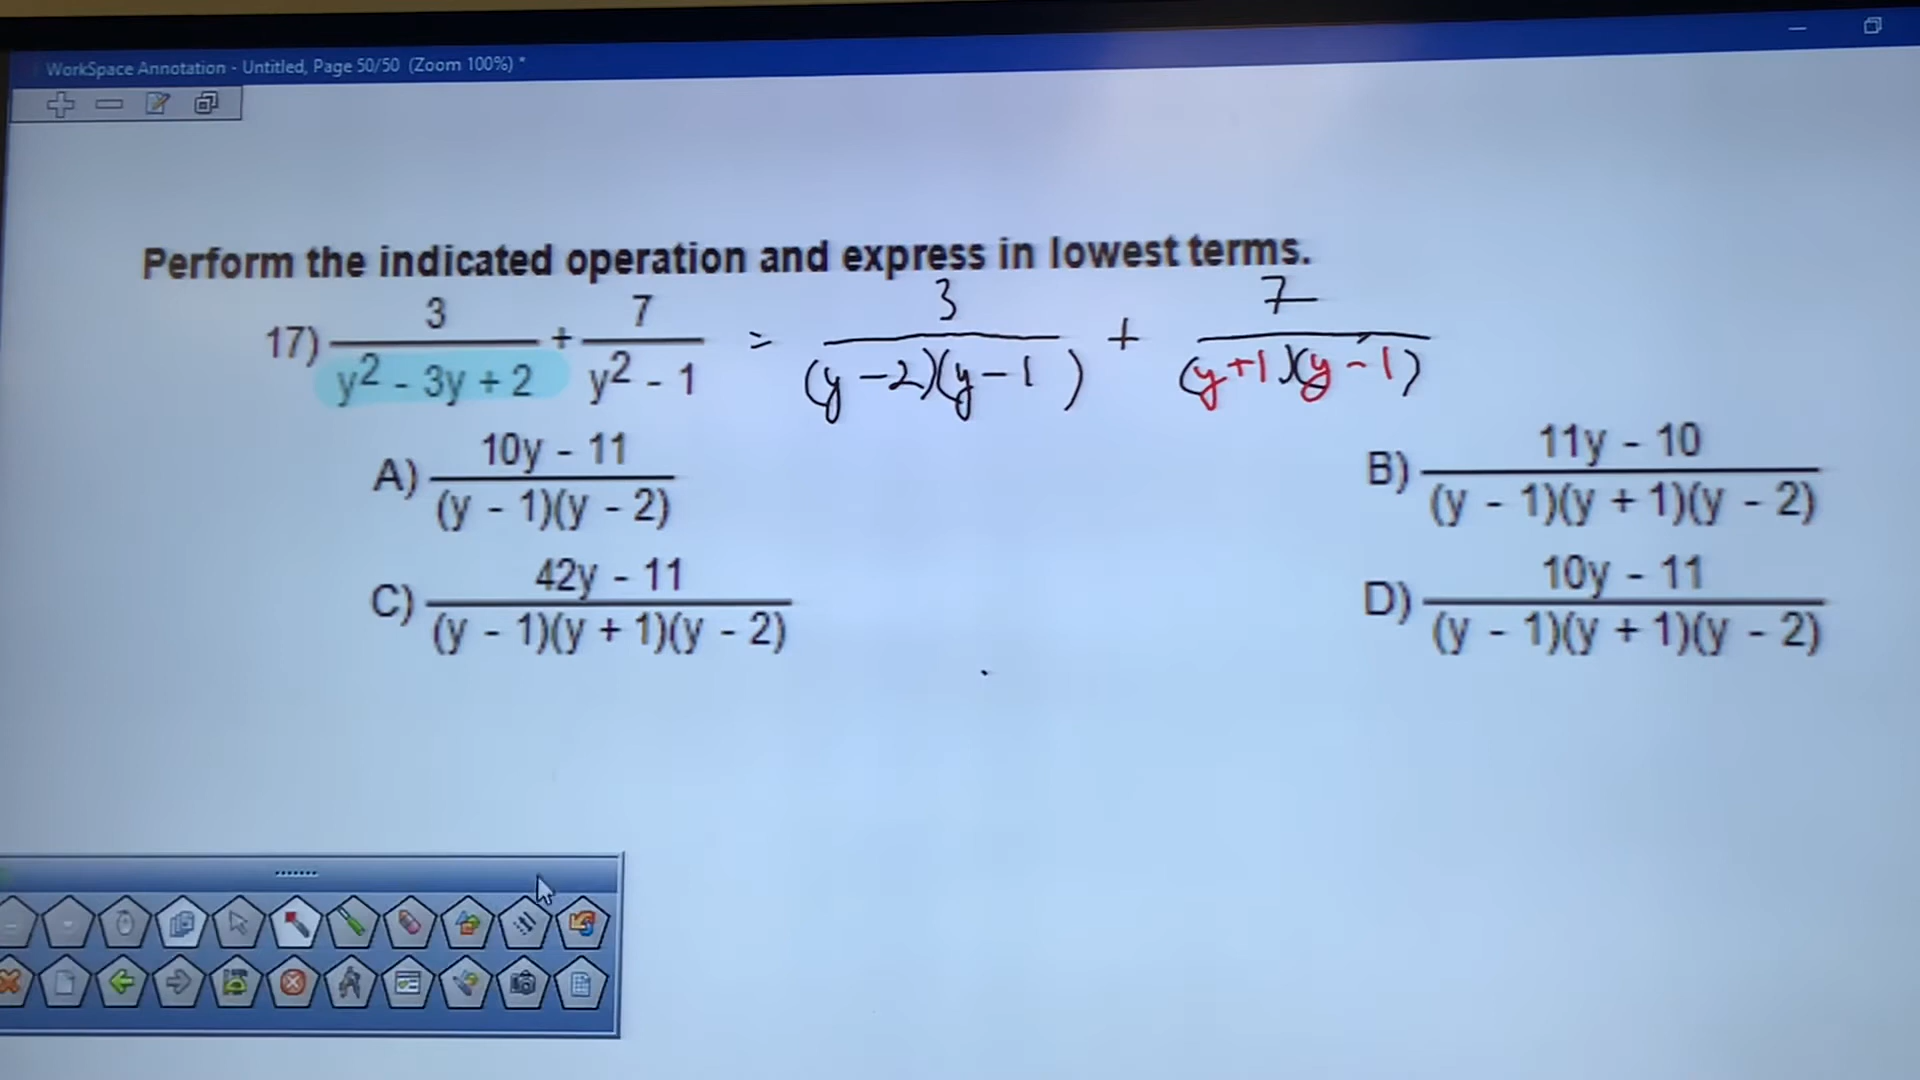 WorkSpace Annotation - Untitled, Page 50/50 (Zoom 100%) *
Perform the indicated operation and express in lowest terms.
17) 3/(y² - 3y + 2) + 7/(y² - 1) = 3/((y-2)(y-1)) + 7/((y+1)(y-1))
A) (10y - 11)/((y - 1)(y - 2))
B) (11y - 10)/((y - 1)(y + 1)(y - 2))
C) (42y - 11)/((y - 1)(y + 1)(y - 2))
D) (10y - 11)/((y - 1)(y + 1)(y - 2))